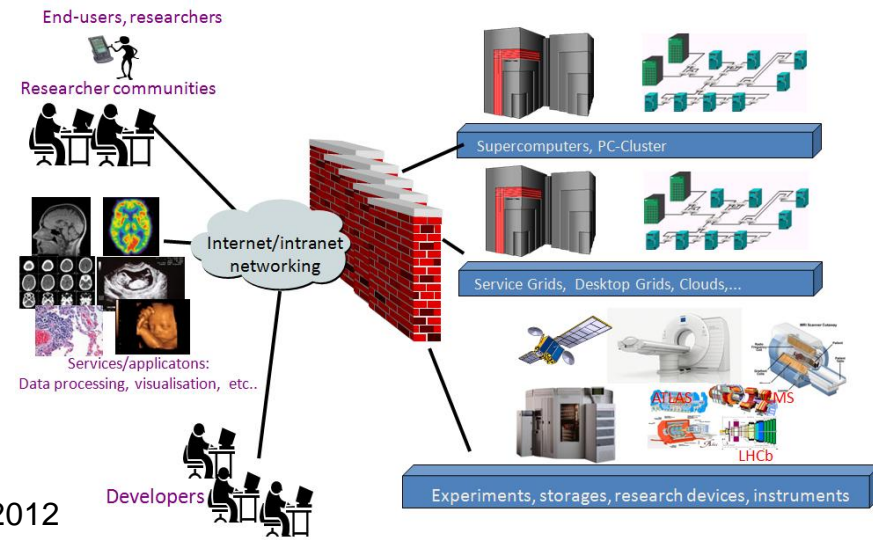 End-users, researchers
Researcher communities
Internet/intranet
networking
Services/applicatons:
Data processing, visualisation, etc..
Developers
2012
Supercomputers, PC-Cluster
Service Grids, Desktop Grids, Clouds,...
ATLAS
CMS
LHCb
Experiments, storages, research devices, instruments